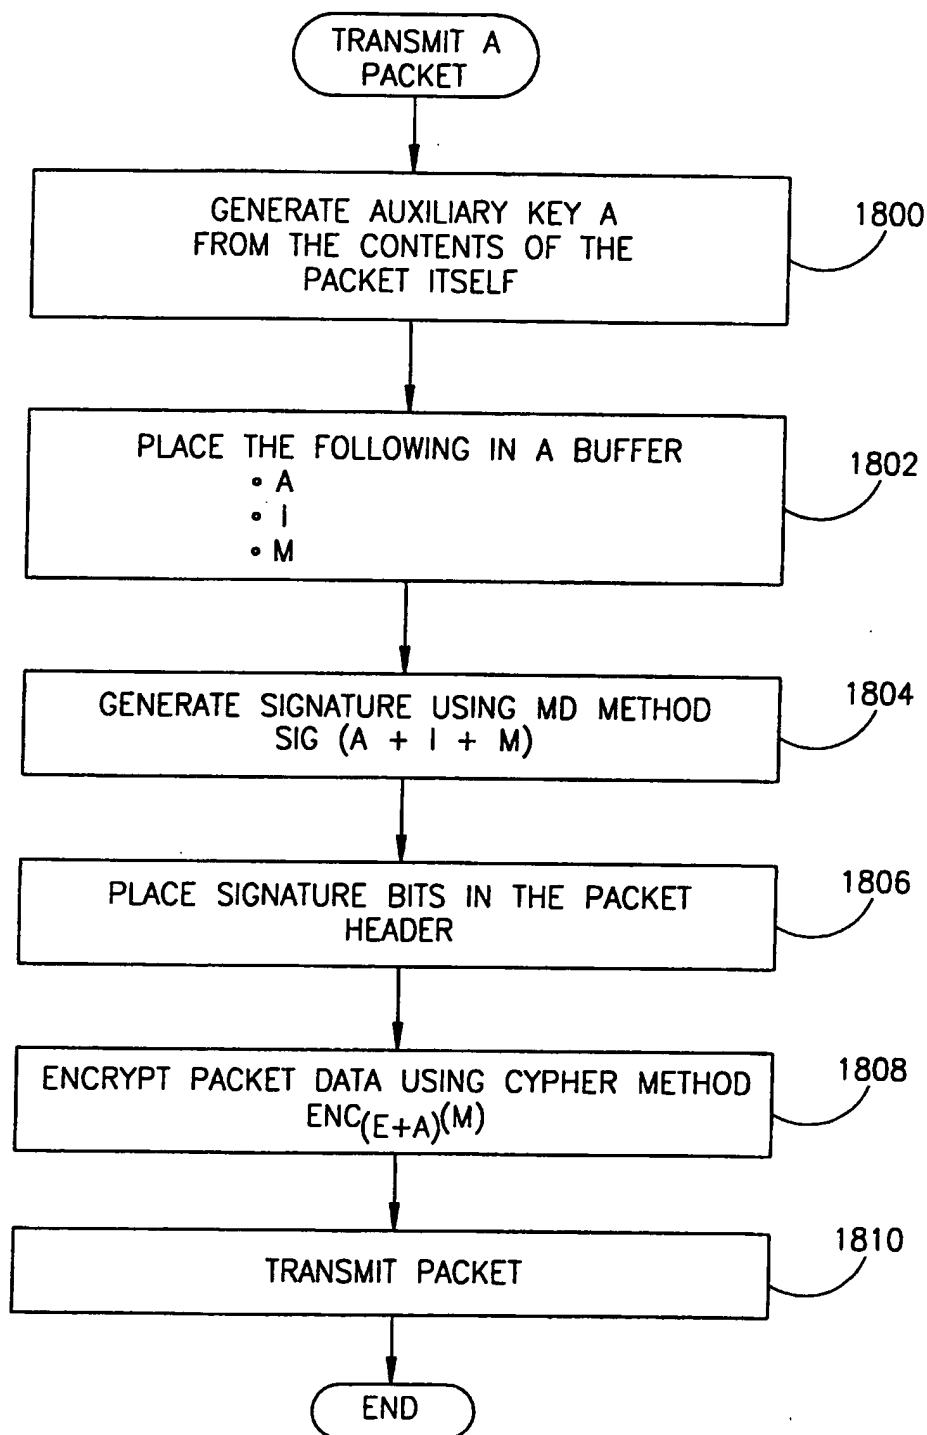 TRANSMIT A
PACKET
GENERATE AUXILIARY KEY A
FROM THE CONTENTS OF THE
PACKET ITSELF
1800
PLACE THE FOLLOWING IN A BUFFER
• A
• I
• M
1802
GENERATE SIGNATURE USING MD METHOD
SIG (A + I + M)
1804
PLACE SIGNATURE BITS IN THE PACKET
HEADER
1806
ENCRYPT PACKET DATA USING CYPHER METHOD
ENC(E+A)(M)
1808
TRANSMIT PACKET
1810
END